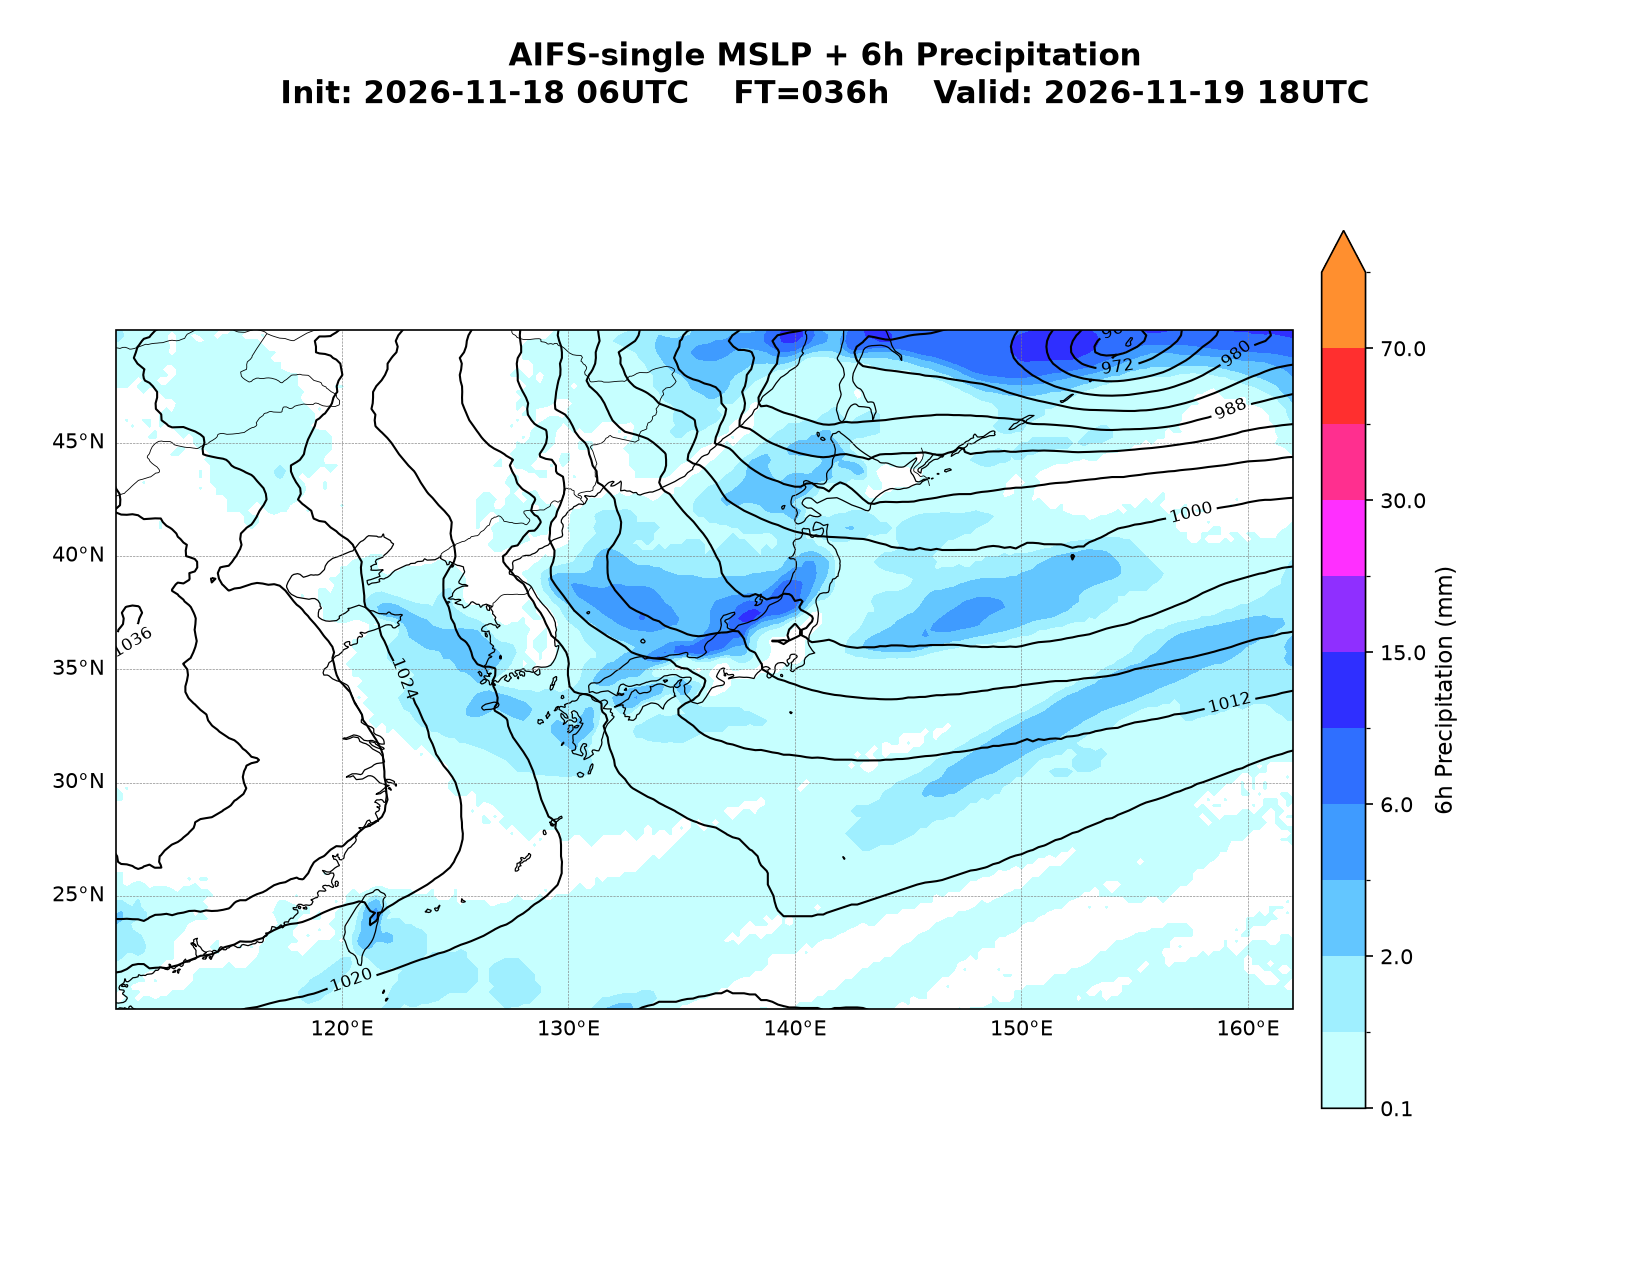 AIFS-single MSLP + 6h Precipitation
Init: 2026-11-18 06UTC    FT=036h    Valid: 2026-11-19 18UTC
972
980
988
1000
1012
1020
1024
1036
45°N
40°N
35°N
30°N
25°N
120°E
130°E
140°E
150°E
160°E
70.0
30.0
15.0
6.0
2.0
0.1
6h Precipitation (mm)